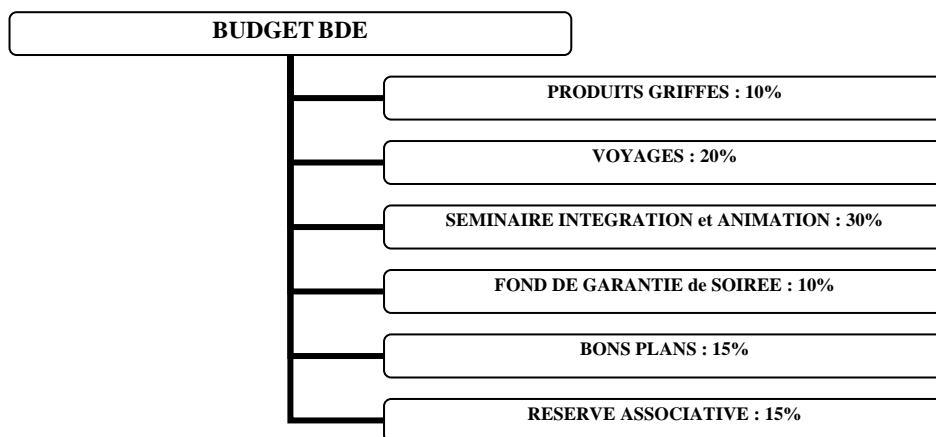 BUDGET BDE
PRODUITS GRIFFES : 10%
VOYAGES : 20%
SEMINAIRE INTEGRATION et ANIMATION : 30%
FOND DE GARANTIE de SOIREE : 10%
BONS PLANS : 15%
RESERVE ASSOCIATIVE : 15%